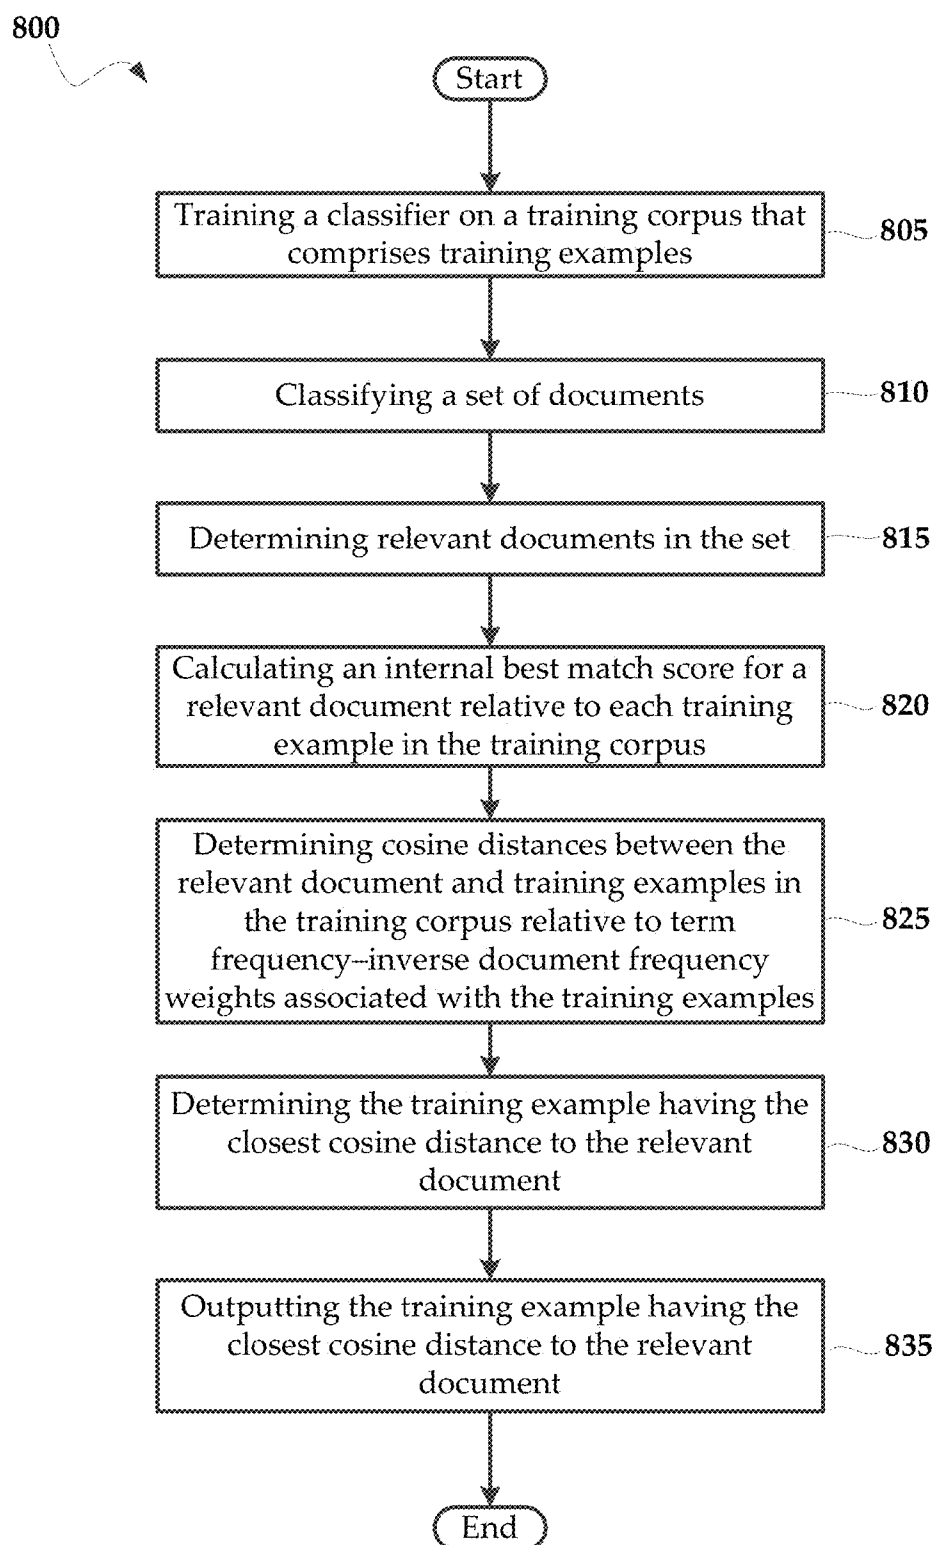 800
Start
Training a classifier on a training corpus that
comprises training examples
805
Classifying a set of documents
810
Determining relevant documents in the set
815
Calculating an internal best match score for a
relevant document relative to each training
example in the training corpus
820
Determining cosine distances between the
relevant document and training examples in
the training corpus relative to term
frequency–inverse document frequency
weights associated with the training examples
825
Determining the training example having the
closest cosine distance to the relevant
document
830
Outputting the training example having the
closest cosine distance to the relevant
document
835
End